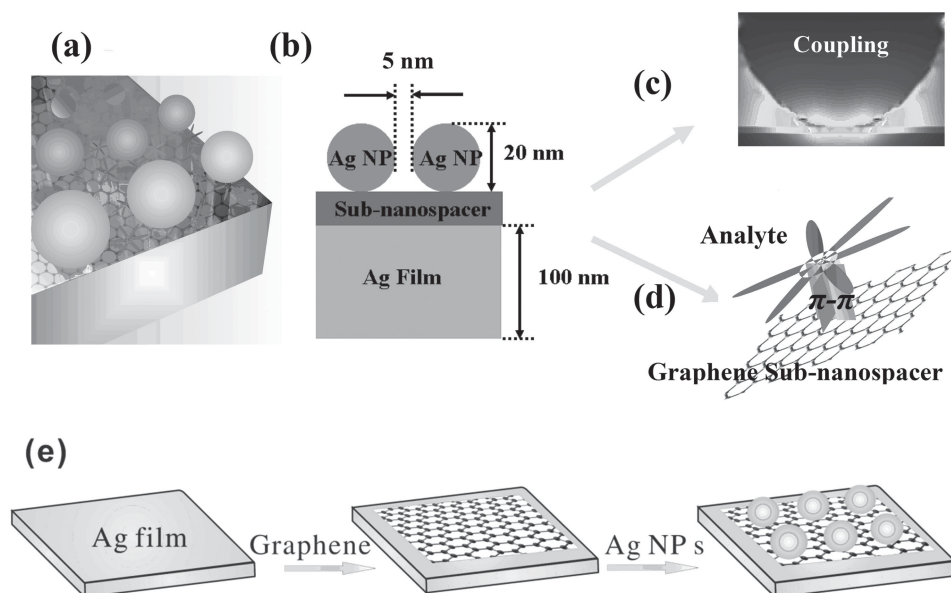 (a)
(b)
5 nm
Ag NP
Ag NP
20 nm
Sub-nanospacer
Ag Film
100 nm
(c)
Coupling
(d)
Analyte
π-π
Graphene Sub-nanospacer
(e)
Ag film
Graphene
Ag NP s